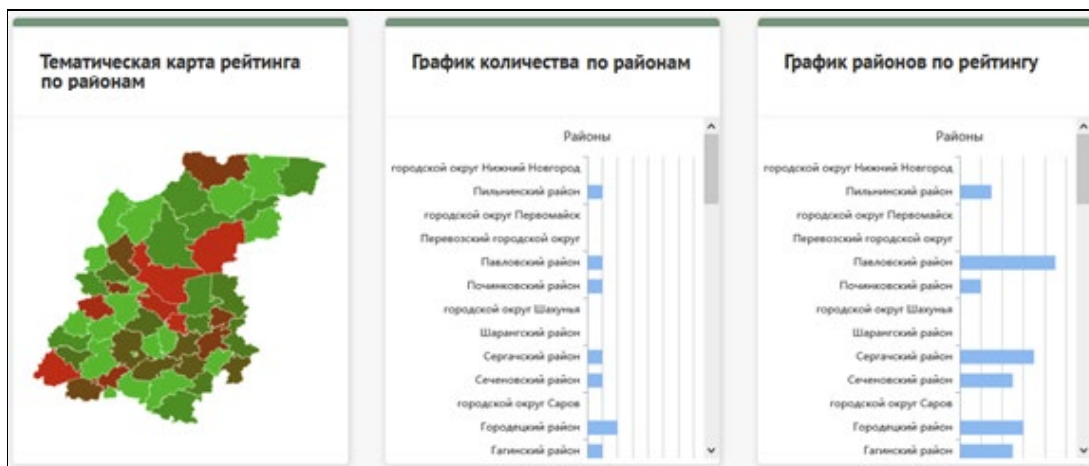 Тематическая карта рейтинга
по районам
График количества по районам
Районы
городской округ Нижний Новгород
Пильнинский район
городской округ Первомайск
Перевозский городской округ
Павловский район
Починковский район
городской округ Шахунья
Шарангский район
Сергачский район
Сеченовский район
городской округ Саров
Городецкий район
Гагинский район
График районов по рейтингу
Районы
городской округ Нижний Новгород
Пильнинский район
городской округ Первомайск
Перевозский городской округ
Павловский район
Починковский район
городской округ Шахунья
Шарангский район
Сергачский район
Сеченовский район
городской округ Саров
Городецкий район
Гагинский район